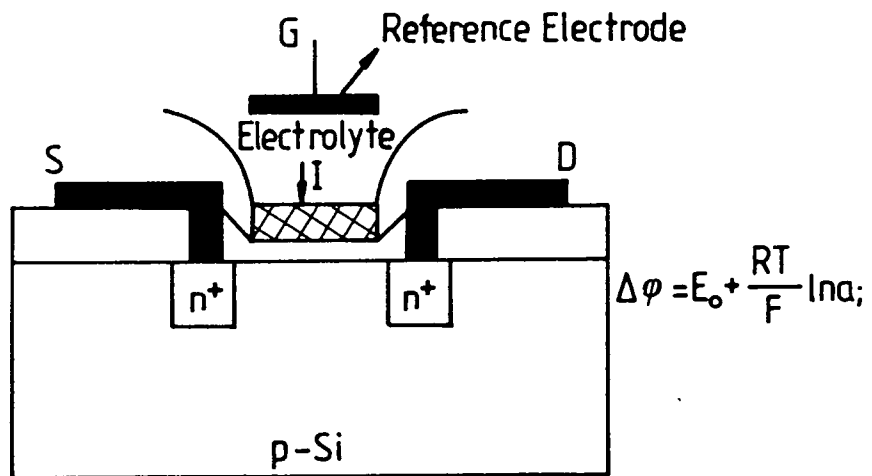 G Reference Electrode
Electrolyte
S D
I
n⁺ n⁺
Δφ = E₀ + RT/F lna;
p-Si